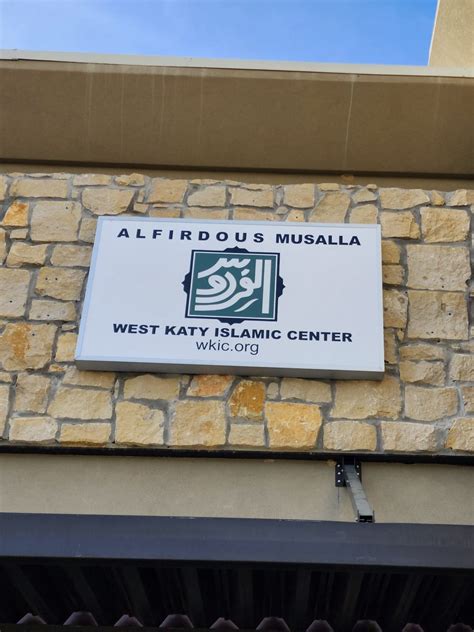 ALFIRDOUS MUSALLA
الفردوس
WEST KATY ISLAMIC CENTER
wkic.org